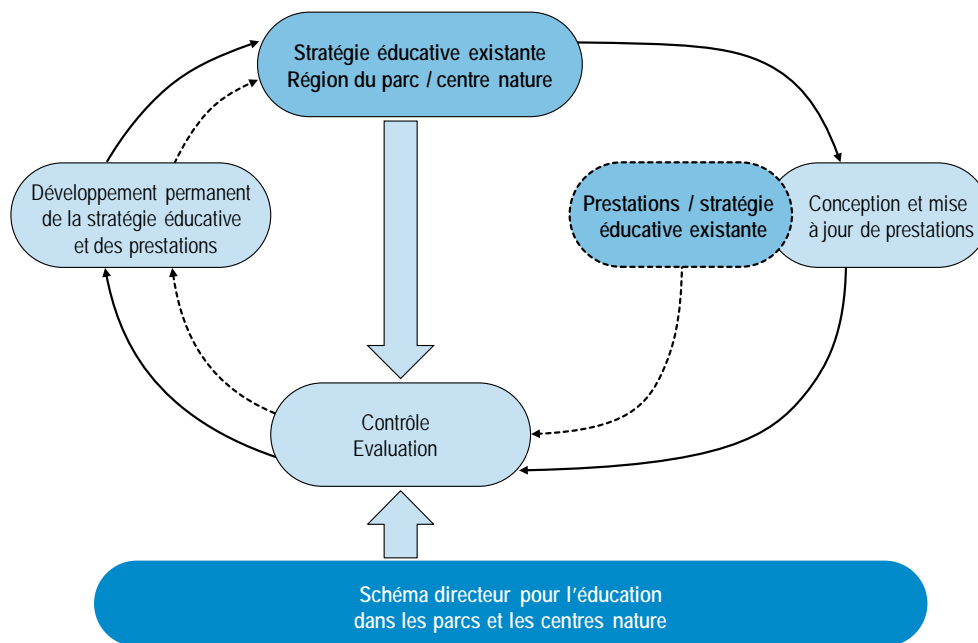 Stratégie éducative existante
Région du parc / centre nature
Développement permanent
de la stratégie éducative
et des prestations
Prestations / stratégie
éducative existante
Conception et mise
à jour de prestations
Contrôle
Evaluation
Schéma directeur pour l'éducation
dans les parcs et les centres nature